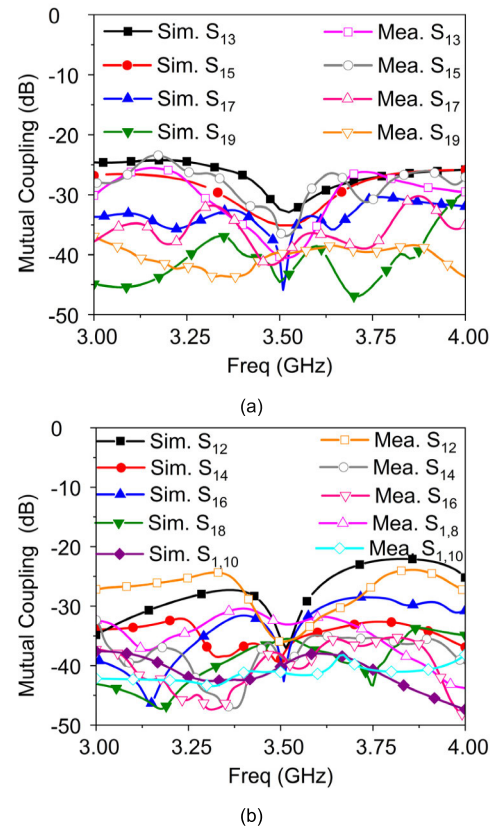 (a)
0
-10
-20
-30
-40
-50
Mutual Coupling (dB)
Sim. S13
Sim. S15
Sim. S17
Sim. S19
Mea. S13
Mea. S15
Mea. S17
Mea. S19
3.00 3.25 3.50 3.75 4.00
Freq (GHz)
(a)
0
-10
-20
-30
-40
-50
Mutual Coupling (dB)
Sim. S12
Sim. S14
Sim. S16
Sim. S18
Sim. S1,10
Mea. S12
Mea. S14
Mea. S16
Mea. S1,8
Mea. S1,10
3.00 3.25 3.50 3.75 4.00
Freq (GHz)
(b)